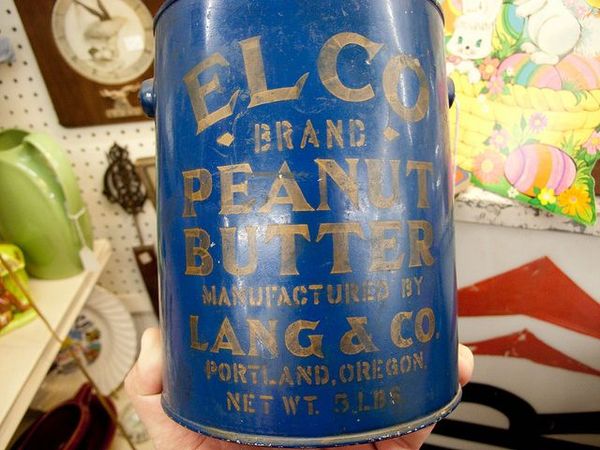 ELCO
BRAND
PEANUT
BUTTER
MANUFACTURED BY
LANG & CO.
PORTLAND, OREGON.
NET WT. 5 LBS